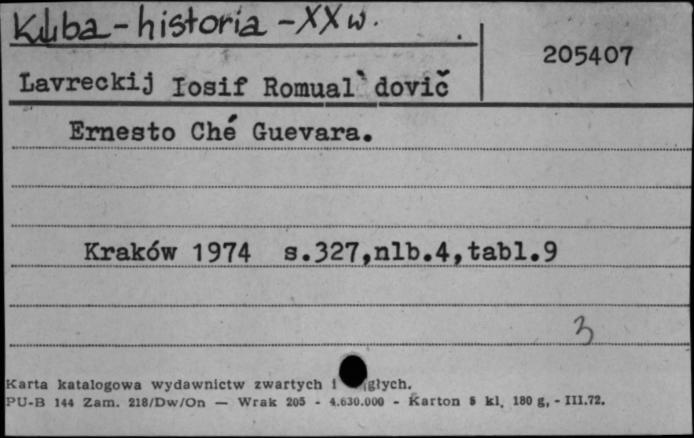 Kuba - historia - XX w.
205407
Lavreckij Iosif Romual`dovič
Ernesto Ché Guevara.
Kraków 1974 s.327,nlb.4,tabl.9
3
Karta katalogowa wydawnictw zwartych i głych.
PU-B 144 Zam. 218/Dw/On — Wrak 205 - 4.630.000 - Karton 5 kl. 180 g, - III.72.